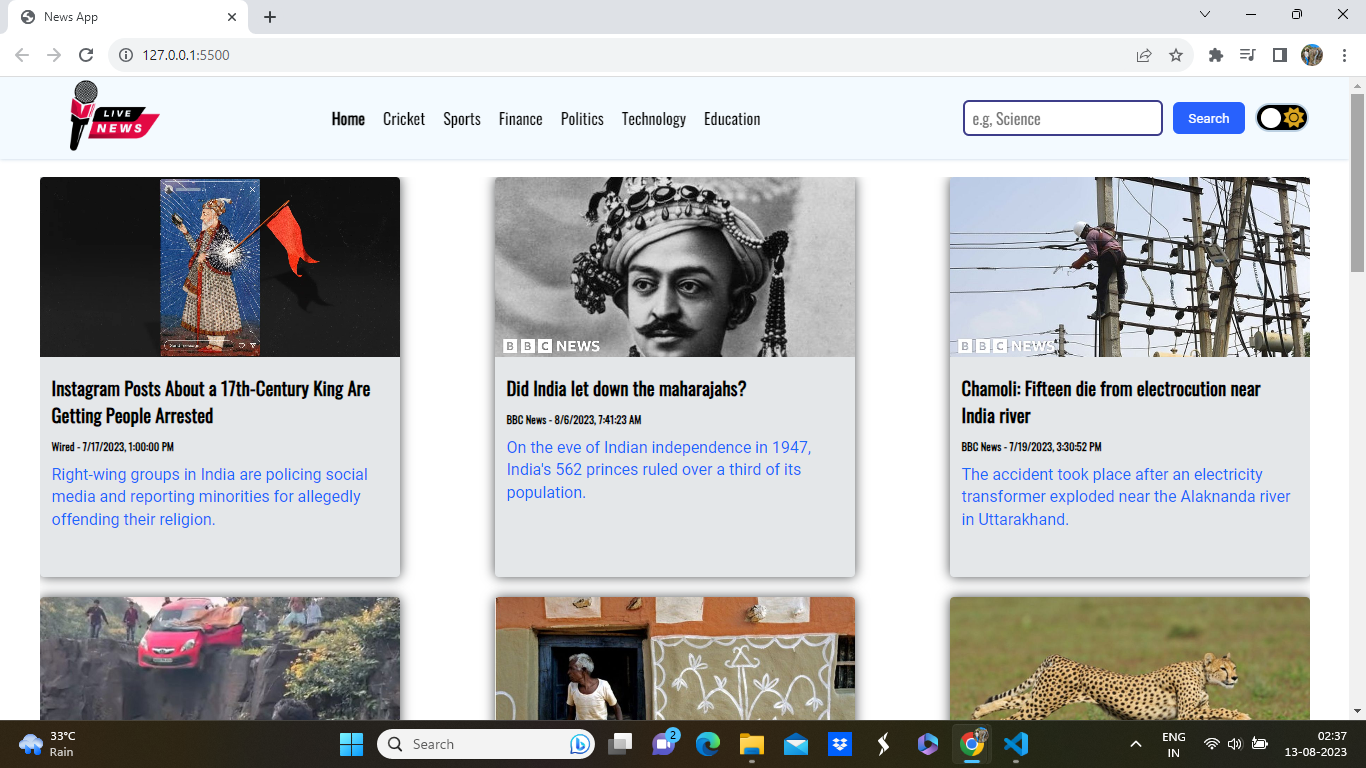 News App
127.0.0.1:5500
LIVE
NEWS
Home Cricket Sports Finance Politics Technology Education
e.g, Science
Search
Instagram Posts About a 17th-Century King Are
Getting People Arrested
Wired - 7/17/2023, 1:00:00 PM
Right-wing groups in India are policing social
media and reporting minorities for allegedly
offending their religion.
BBC NEWS
Did India let down the maharajahs?
BBC News - 8/6/2023, 7:41:23 AM
On the eve of Indian independence in 1947,
India's 562 princes ruled over a third of its
population.
BBC NEWS
Chamoli: Fifteen die from electrocution near
India river
BBC News - 7/19/2023, 3:30:52 PM
The accident took place after an electricity
transformer exploded near the Alaknanda river
in Uttarakhand.
33°C
Rain
Search
2
ENG
IN
02:37
13-08-2023